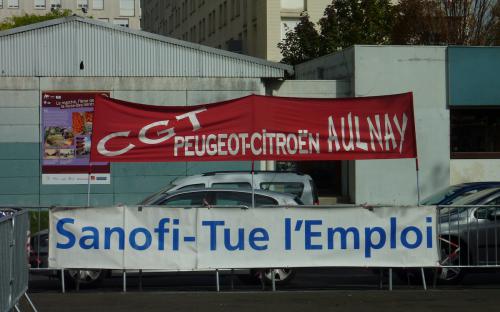 CGT PEUGEOT-CITROËN AULNAY
Sanofi-Tue l'Emploi